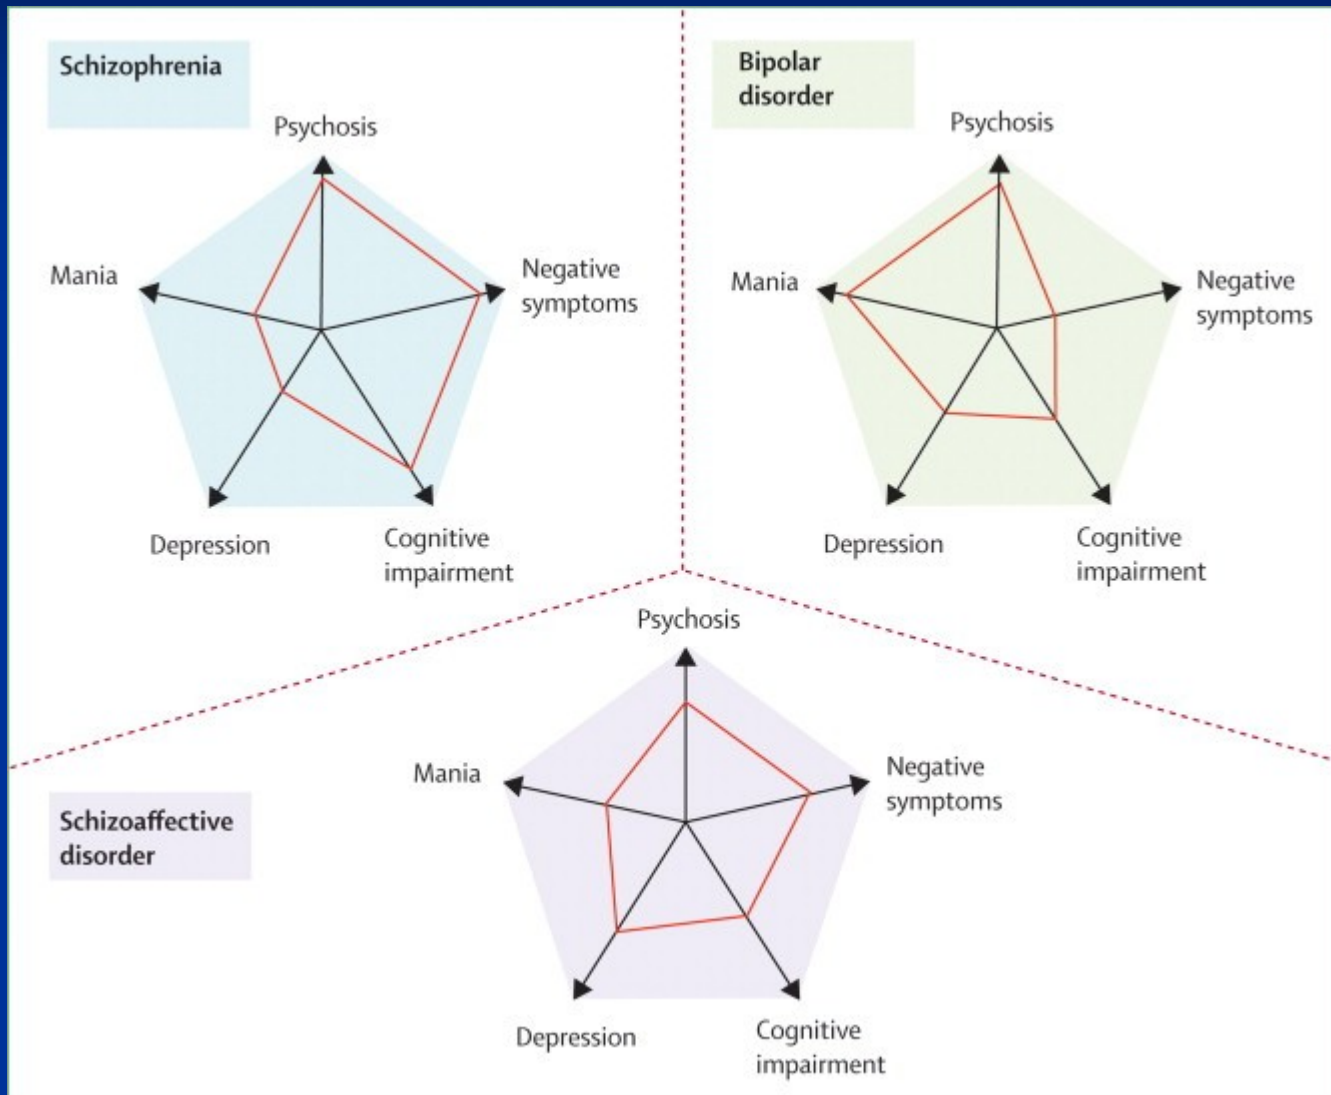 Schizophrenia
Psychosis
Mania
Negative
symptoms
Depression
Cognitive
impairment
Bipolar
disorder
Psychosis
Mania
Negative
symptoms
Depression
Cognitive
impairment
Schizoaffective
disorder
Psychosis
Mania
Negative
symptoms
Depression
Cognitive
impairment